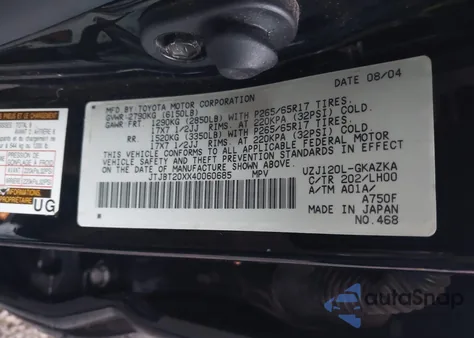 DATE 08/04
MFD. BY: TOYOTA MOTOR CORPORATION
GVWR 2790KG (6150LB)
GAWR FRT 1290KG (2850LB) WITH P265/65R17 TIRES,
17X7 1/2JJ RIMS, AT 220KPA (32PSI) COLD.
RR 1520KG (3350LB) WITH P265/65R17 TIRES,
17X7 1/2JJ RIMS, AT 220KPA (32PSI) COLD.
THIS VEHICLE CONFORMS TO ALL APPLICABLE FEDERAL MOTOR
VEHICLE SAFETY STANDARDS IN EFFECT
ON THE DATE OF MANUFACTURE SHOWN ABOVE.
JTJBT20XX40060685 MPV
UZJ120L-GKAZKA
C/TR 202/LH00
A/TM A01A/
A750F
MADE IN JAPAN
NO.468
UG
autoSnap